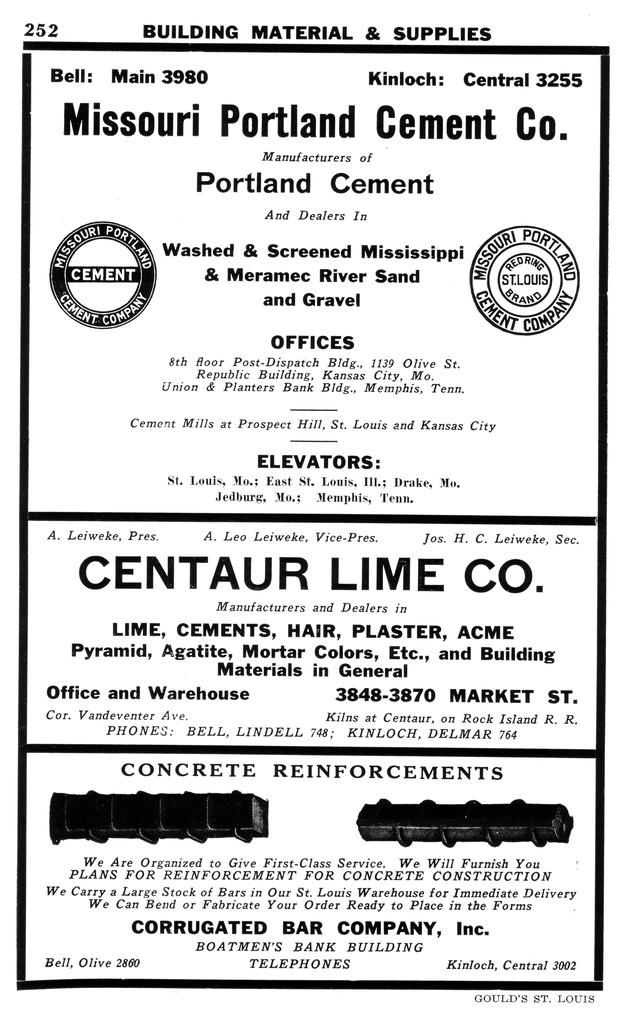 252
BUILDING MATERIAL & SUPPLIES
Bell: Main 3980
Kinloch: Central 3255
Missouri Portland Cement Co.
Manufacturers of
Portland Cement
And Dealers In
MISSOURI PORTLAND
CEMENT
CEMENT COMPANY
Washed & Screened Mississippi
& Meramec River Sand
and Gravel
MISSOURI PORTLAND
RED RING
ST. LOUIS
BRAND
CEMENT COMPANY
OFFICES
8th floor Post-Dispatch Bldg., 1139 Olive St.
Republic Building, Kansas City, Mo.
Union & Planters Bank Bldg., Memphis, Tenn.
Cement Mills at Prospect Hill, St. Louis and Kansas City
ELEVATORS:
St. Louis, Mo.; East St. Louis, Ill.; Drake, Mo.
Jedburg, Mo.; Memphis, Tenn.
A. Leiweke, Pres. A. Leo Leiweke, Vice-Pres. Jos. H. C. Leiweke, Sec.
CENTAUR LIME CO.
Manufacturers and Dealers in
LIME, CEMENTS, HAIR, PLASTER, ACME
Pyramid, Agatite, Mortar Colors, Etc., and Building
Materials in General
Office and Warehouse 3848-3870 MARKET ST.
Cor. Vandeventer Ave. Kilns at Centaur, on Rock Island R. R.
PHONES: BELL, LINDELL 748; KINLOCH, DELMAR 764
CONCRETE REINFORCEMENTS
We Are Organized to Give First-Class Service. We Will Furnish You
PLANS FOR REINFORCEMENT FOR CONCRETE CONSTRUCTION
We Carry a Large Stock of Bars in Our St. Louis Warehouse for Immediate Delivery
We Can Bend or Fabricate Your Order Ready to Place in the Forms
CORRUGATED BAR COMPANY, Inc.
BOATMEN'S BANK BUILDING
Bell, Olive 2860 TELEPHONES Kinloch, Central 3002
GOULD'S ST. LOUIS